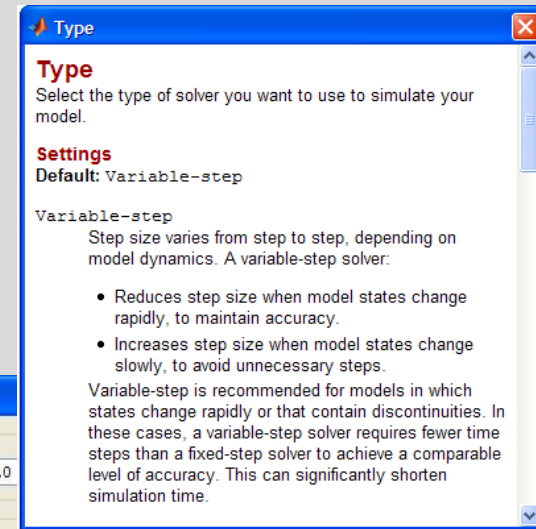 Type
Type
Select the type of solver you want to use to simulate your
model.
Settings
Default: Variable-step
Variable-step
Step size varies from step to step, depending on
model dynamics. A variable-step solver:
• Reduces step size when model states change
rapidly, to maintain accuracy.
• Increases step size when model states change
slowly, to avoid unnecessary steps.
Variable-step is recommended for models in which
states change rapidly or that contain discontinuities. In
these cases, a variable-step solver requires fewer time
steps than a fixed-step solver to achieve a comparable
level of accuracy. This can significantly shorten
simulation time.
.0